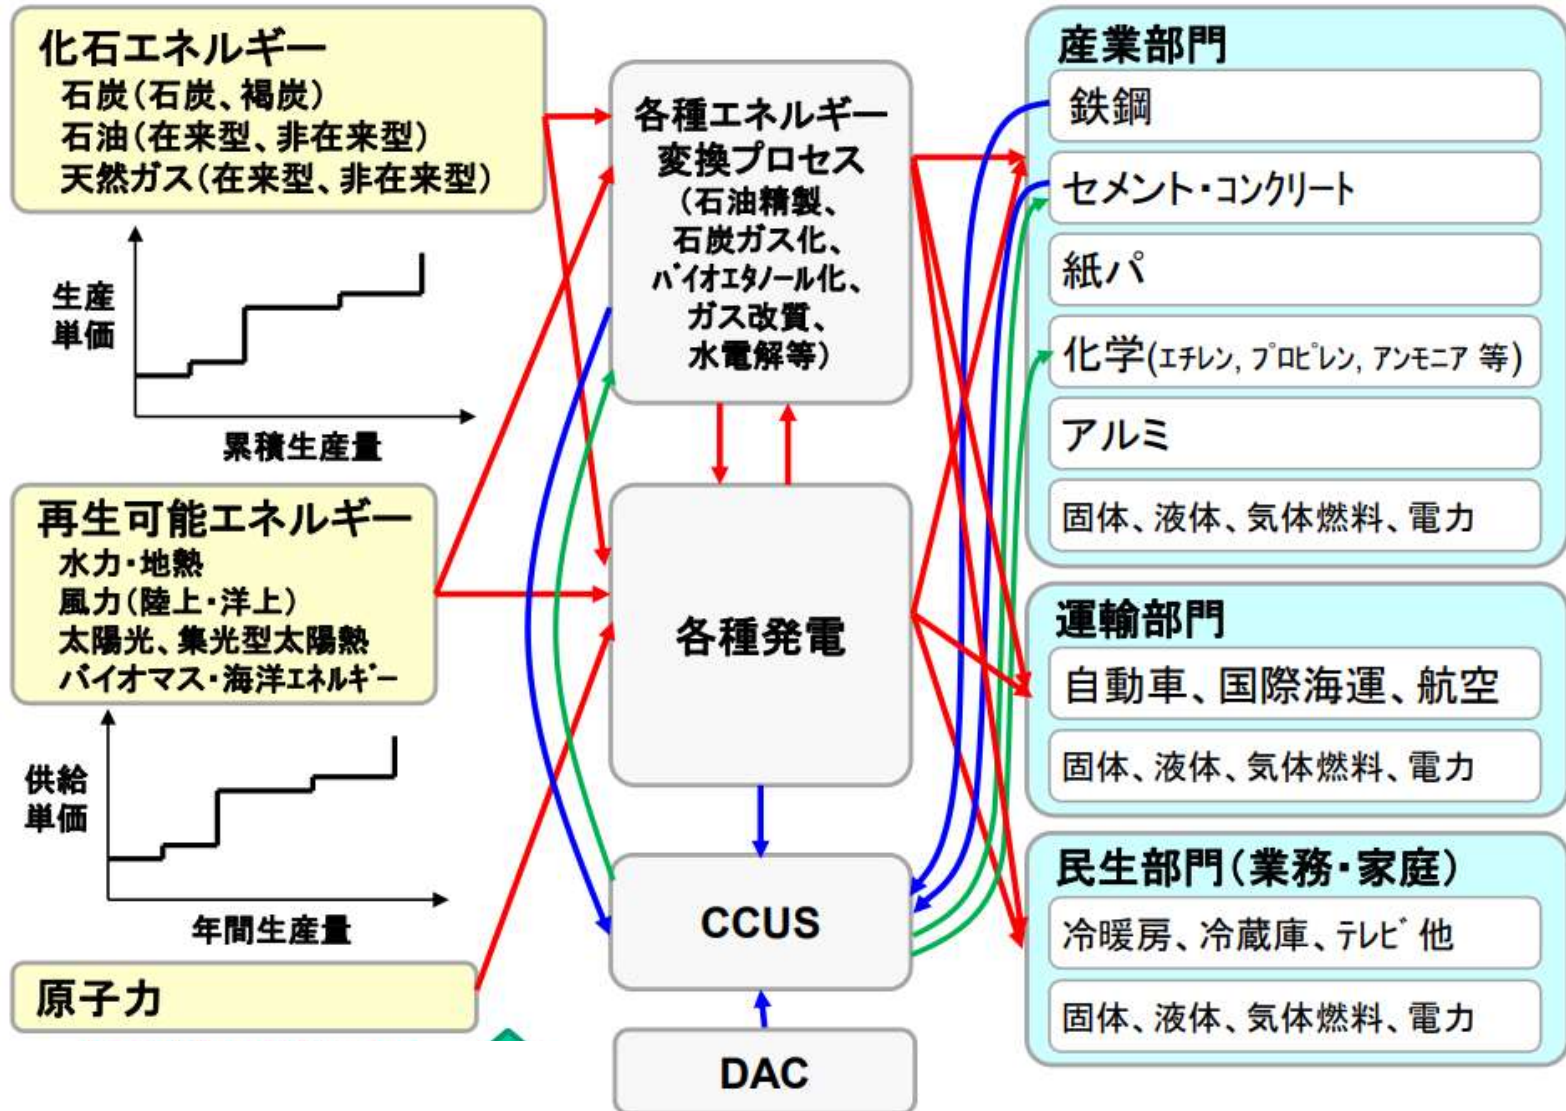 化石エネルギー
石炭(石炭、褐炭)
石油(在来型、非在来型)
天然ガス(在来型、非在来型)
生産
単価
累積生産量
再生可能エネルギー
水力・地熱
風力(陸上・洋上)
太陽光、集光型太陽熱
バイオマス・海洋ｴﾈﾙｷﾞｰ
供給
単価
年間生産量
原子力
各種エネルギー
変換プロセス
(石油精製、
石炭ガス化、
ﾊﾞｲｵｴﾀﾉｰﾙ化、
ガス改質、
水電解等)
各種発電
CCUS
DAC
産業部門
鉄鋼
セメント・ｺﾝｸﾘｰﾄ
紙パ
化学(ｴﾁﾚﾝ, ﾌﾟﾛﾋﾟﾚﾝ, ｱﾝﾓﾆｱ 等)
アルミ
固体、液体、気体燃料、電力
運輸部門
自動車、国際海運、航空
固体、液体、気体燃料、電力
民生部門(業務・家庭)
冷暖房、冷蔵庫、ﾃﾚﾋﾞ 他
固体、液体、気体燃料、電力